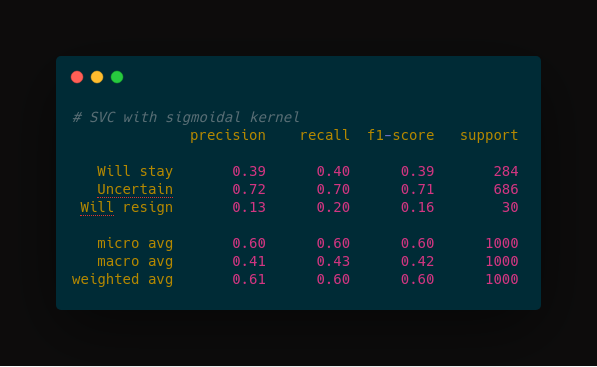 # SVC with sigmoidal kernel
precision recall f1-score support
Will stay 0.39 0.40 0.39 284
Uncertain 0.72 0.70 0.71 686
Will resign 0.13 0.20 0.16 30
micro avg 0.60 0.60 0.60 1000
macro avg 0.41 0.43 0.42 1000
weighted avg 0.61 0.60 0.60 1000